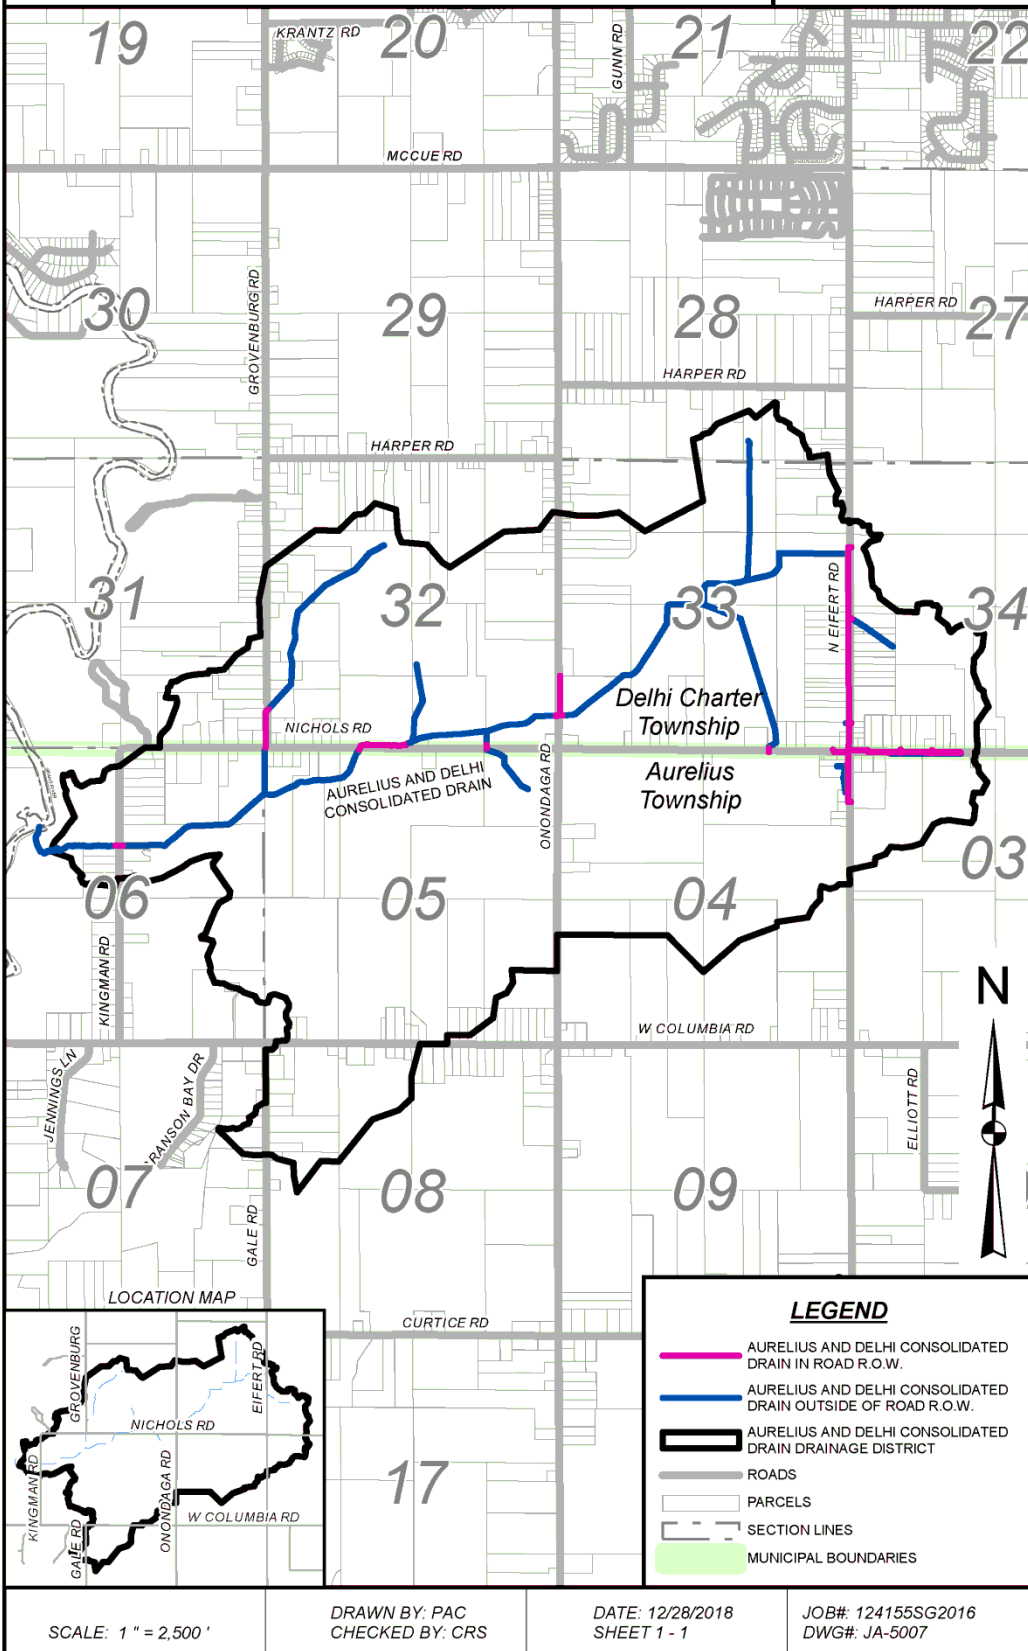 19
20
21
22
KRANTZ RD
GUNN RD
MCCUE RD
30
29
28
27
GROVENBURG RD
HARPER RD
HARPER RD
HARPER RD
31
32
33
34
N EIFERT RD
NICHOLS RD
Delhi Charter
Township
AURELIUS AND DELHI
CONSOLIDATED DRAIN
ONONDAGA RD
Aurelius
Township
06
05
04
03
KINGMAN RD
N
W COLUMBIA RD
JENNINGS LN
RANSON BAY DR
ELLIOTT RD
07
08
09
GALE RD
LOCATION MAP
CURTICE RD
17
GROVENBURG
EIFERT RD
NICHOLS RD
KINGMAN RD
ONONDAGA RD
W COLUMBIA RD
GALE RD
LEGEND
AURELIUS AND DELHI CONSOLIDATED
DRAIN IN ROAD R.O.W.
AURELIUS AND DELHI CONSOLIDATED
DRAIN OUTSIDE OF ROAD R.O.W.
AURELIUS AND DELHI CONSOLIDATED
DRAIN DRAINAGE DISTRICT
ROADS
PARCELS
SECTION LINES
MUNICIPAL BOUNDARIES
SCALE: 1 " = 2,500 '
DRAWN BY: PAC
CHECKED BY: CRS
DATE: 12/28/2018
SHEET 1 - 1
JOB#: 124155SG2016
DWG#: JA-5007